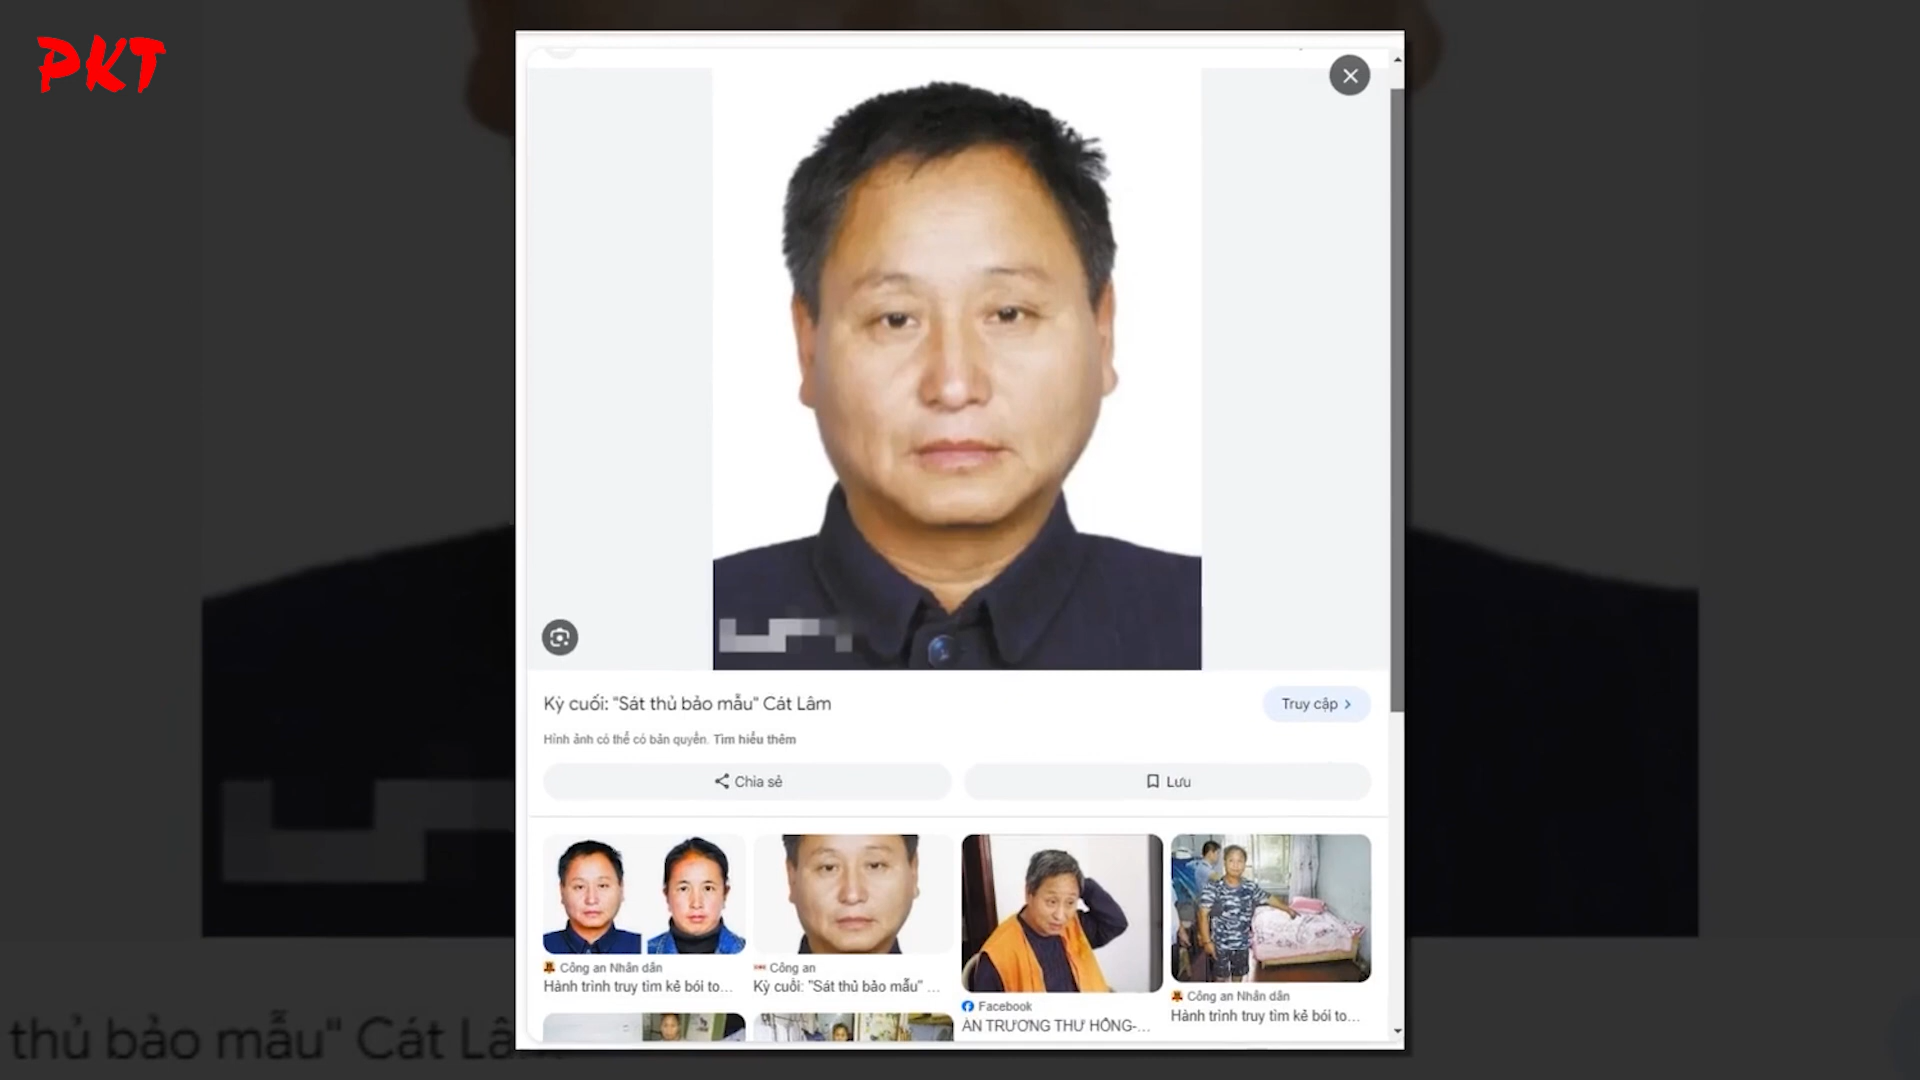 PKT
Kỳ cuối: "Sát thủ bảo mẫu" Cát Lâm
Truy cập
Hình ảnh có thể có bản quyền. Tìm hiểu thêm
Chia sẻ
Lưu
Công an Nhân dân
Hành trình truy tìm kẻ bói to...
Công an
Kỳ cuối: "Sát thủ bảo mẫu" ...
Facebook
ÁN TRƯƠNG THƯ HỒNG-...
Công an Nhân dân
Hành trình truy tìm kẻ bói to...
thủ bảo mẫu" Cát Lâ